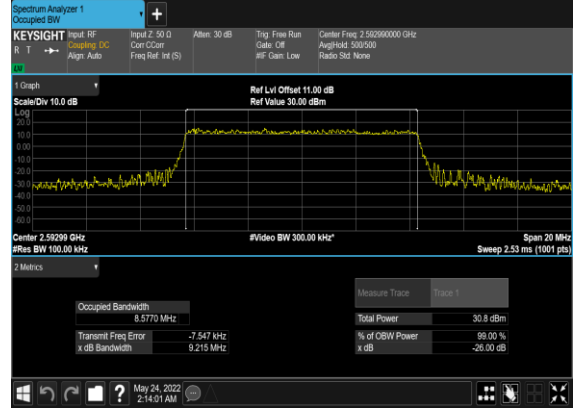 Spectrum Analyzer 1
Occupied BW
+
KEYSIGHT Input: RF Input Z: 50 Ω Atten: 30 dB Trig: Free Run Center Freq: 2.592990000 GHz
R T Coupling: DC Corr CCorr Gate: Off Avg|Hold: 500/500
Align: Auto Freq Ref: Int (S) #IF Gain: Low Radio Std: None
1 Graph
Ref Lvl Offset 11.00 dB
Scale/Div 10.0 dB Ref Value 30.00 dBm
Log
20.0
10.0
0.00
-10.0
-20.0
-30.0
-40.0
-50.0
-60.0
Center 2.59299 GHz #Video BW 300.00 kHz* Span 20 MHz
#Res BW 100.00 kHz Sweep 2.53 ms (1001 pts)
2 Metrics
Measure Trace Trace 1
Occupied Bandwidth
8.5770 MHz Total Power 30.8 dBm
Transmit Freq Error -7.547 kHz % of OBW Power 99.00 %
x dB Bandwidth 9.215 MHz x dB -26.00 dB
? May 24, 2022
2:14:01 AM